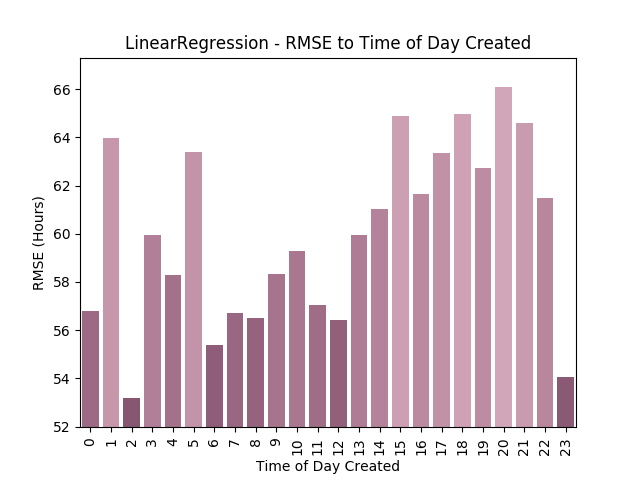 LinearRegression - RMSE to Time of Day Created
RMSE (Hours)
66
64
62
60
58
56
54
52
0 1 2 3 4 5 6 7 8 9 10 11 12 13 14 15 16 17 18 19 20 21 22 23
Time of Day Created